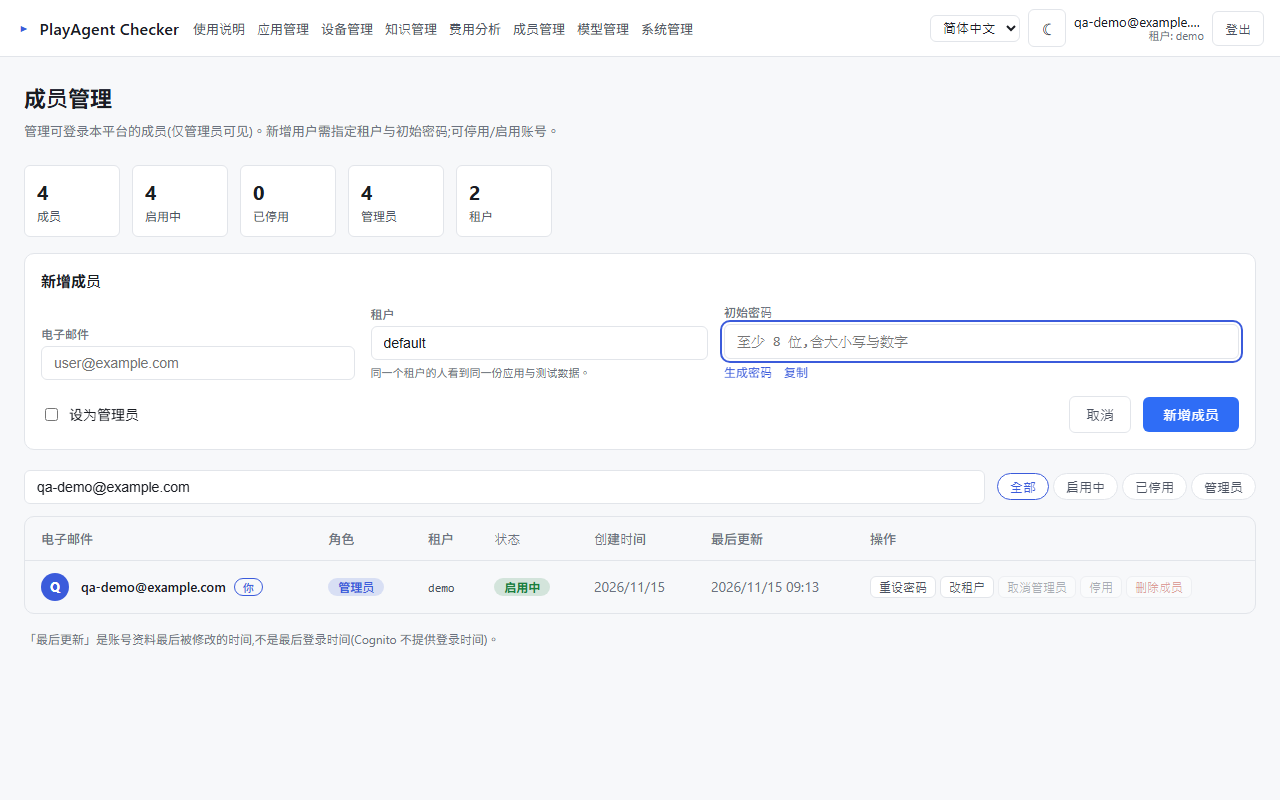 PlayAgent Checker 使用说明 应用管理 设备管理 知识管理 费用分析 成员管理 模型管理 系统管理 简体中文 qa-demo@example.... 登出
租户: demo
成员管理
管理可登录本平台的成员(仅管理员可见)。新增用户需指定租户与初始密码;可停用/启用账号。
4 4 0 4 2
成员 启用中 已停用 管理员 租户
新增成员
电子邮件 租户 初始密码
user@example.com default 至少 8 位,含大小写与数字
同一个租户的人看到同一份应用与测试数据。 生成密码 复制
设为管理员 取消 新增成员
qa-demo@example.com 全部 启用中 已停用 管理员
电子邮件 角色 租户 状态 创建时间 最后更新 操作
Q qa-demo@example.com 你 管理员 demo 启用中 2026/11/15 2026/11/15 09:13 重设密码 改租户 取消管理员 停用 删除成员
「最后更新」是账号资料最后被修改的时间,不是最后登录时间(Cognito 不提供登录时间)。